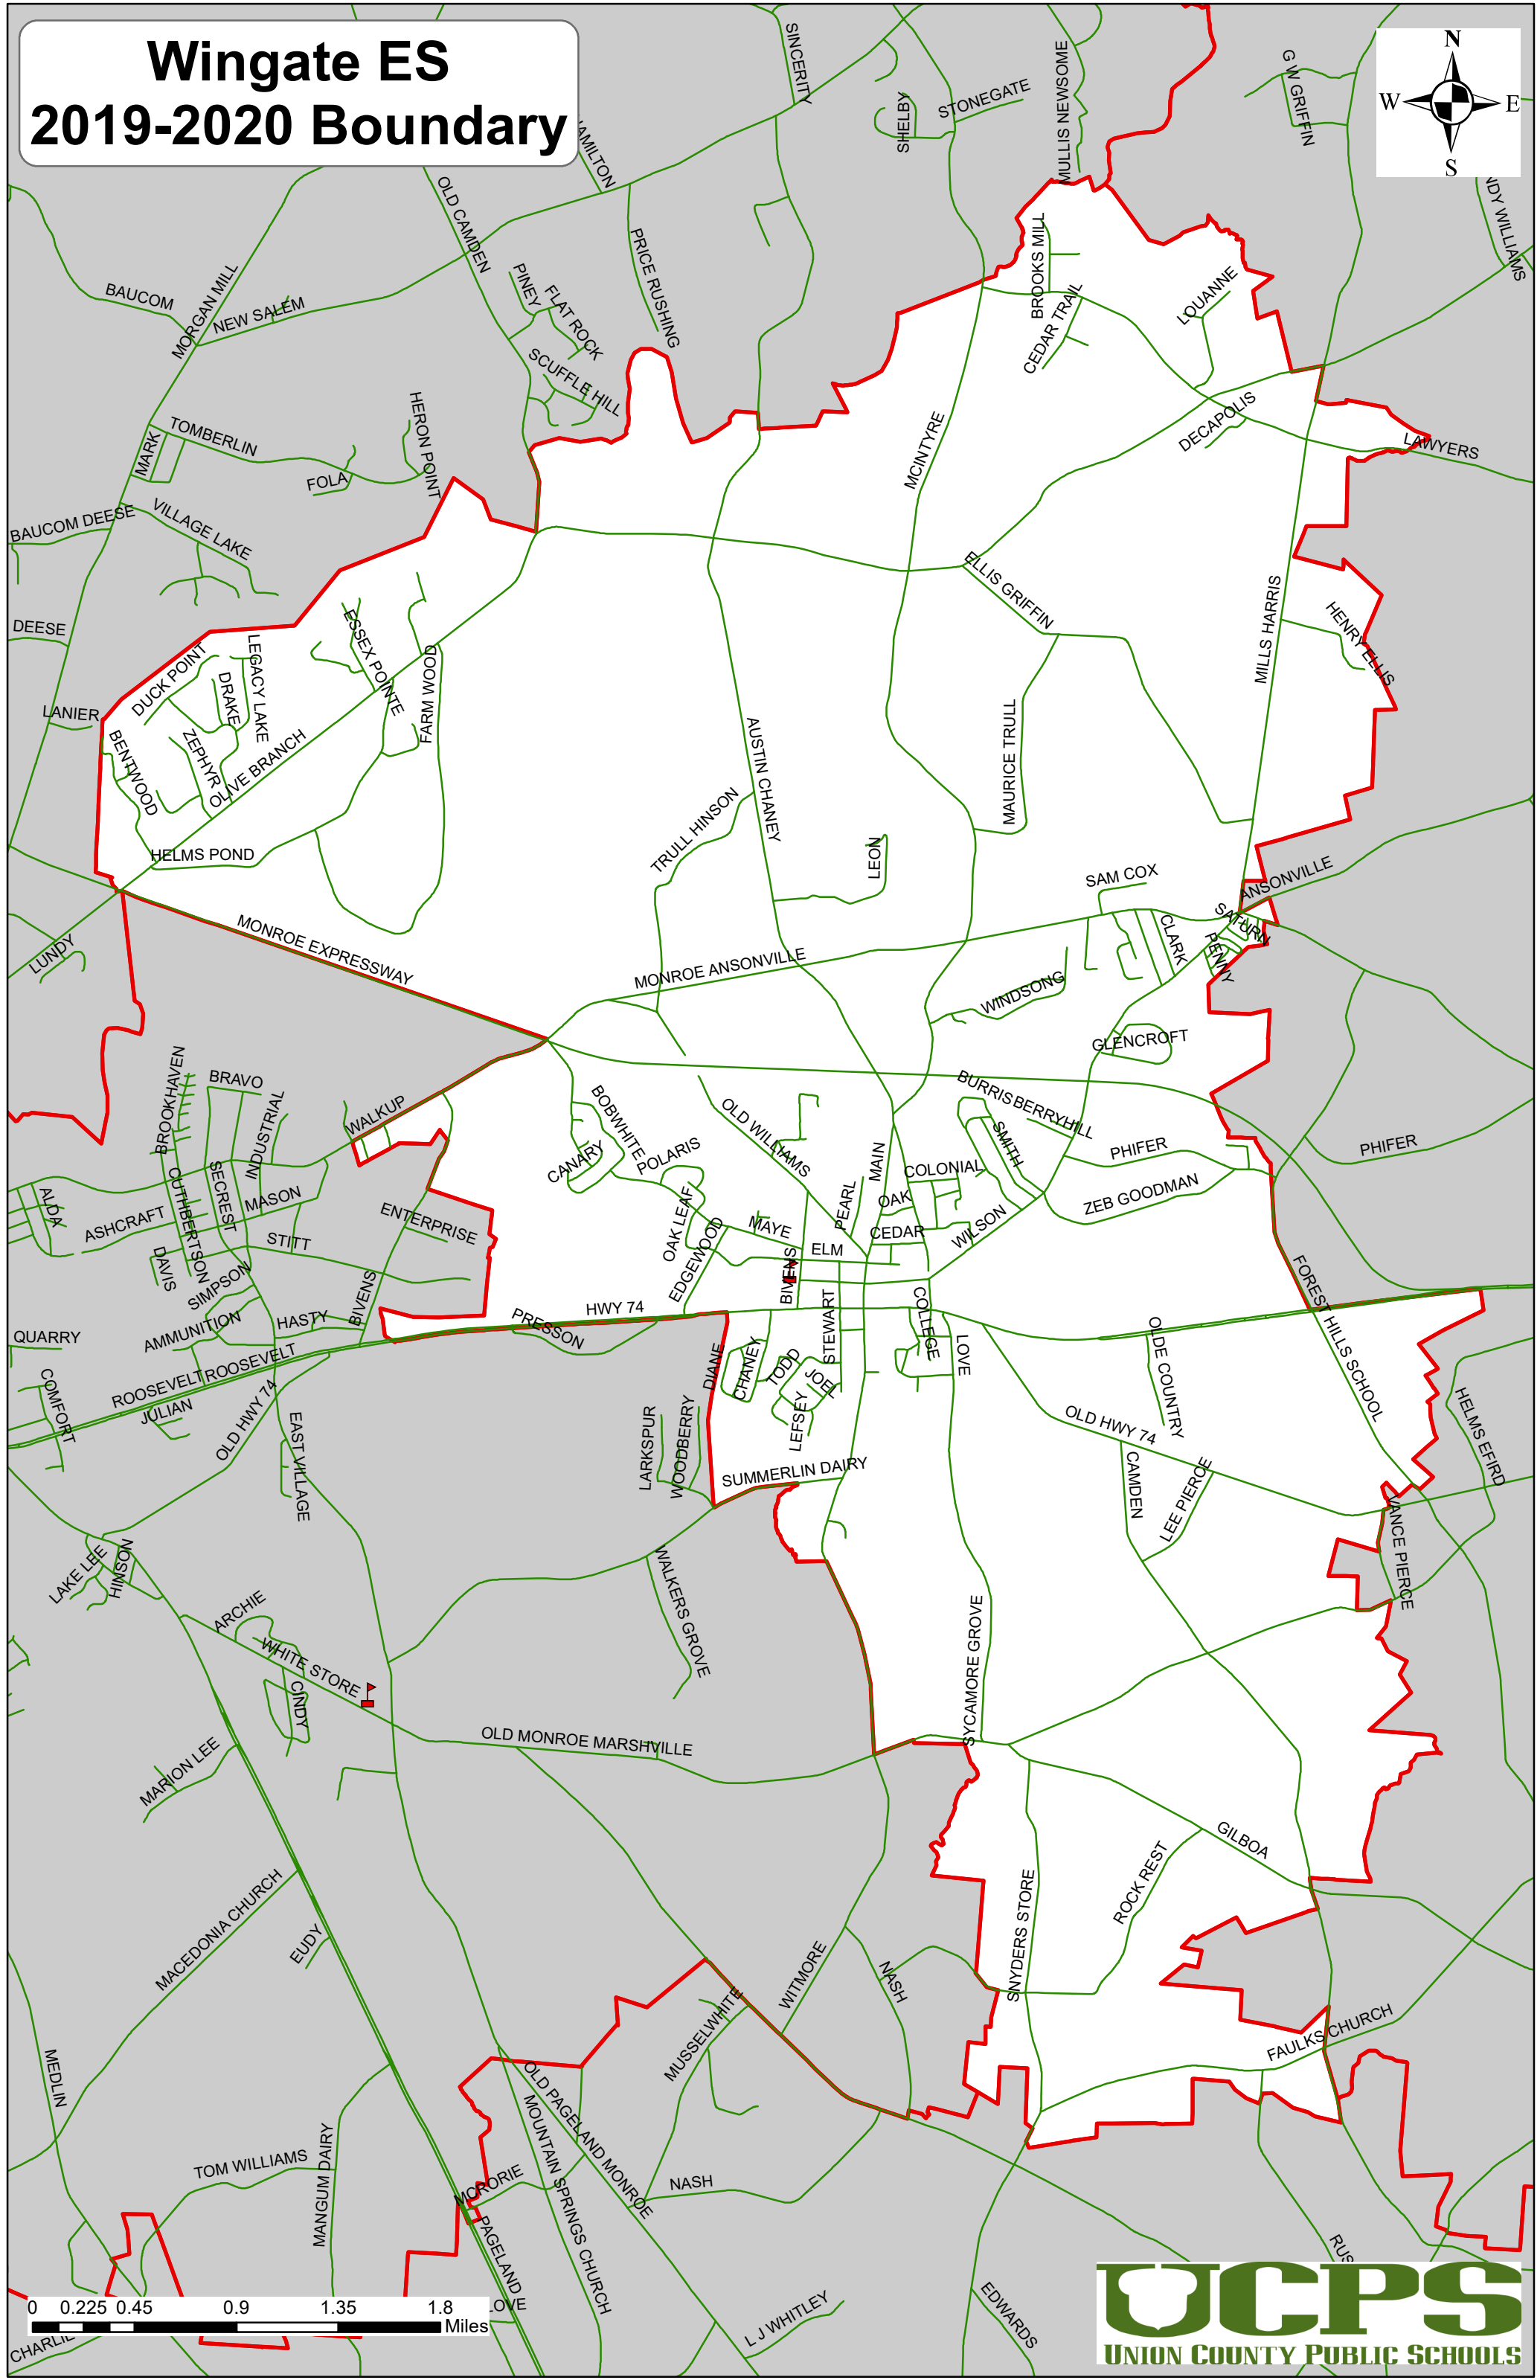 Wingate ES
2019-2020 Boundary
N
W E
S
SINCERITY
SHELBY
STONEGATE
MULLIS NEWSOME
G W GRIFFIN
NDY WILLIAMS
AMILTON
OLD CAMDEN
PRICE RUSHING
BAUCOM
MORGAN MILL
NEW SALEM
PINEY
FLAT ROCK
SCUFFLE HILL
BROOKS MILL
CEDAR TRAIL
LOUANNE
TOMBERLIN
MARK
HERON POINT
FOLA
MCINTYRE
DECAPOLIS
LAWYERS
BAUCOM DEESE
VILLAGE LAKE
ELLIS GRIFFIN
MILLS HARRIS
HENRY ELLIS
DEESE
DUCK POINT
LEGACY LAKE
DRAKE
ESSEX POINTE
FARM WOOD
LANIER
BENTWOOD
ZEPHYR
OLIVE BRANCH
AUSTIN CHANEY
MAURICE TRULL
TRULL HINSON
HELMS POND
LEON
SAM COX
ANSONVILLE
SATURN
CLARK
PENNY
LUNDY
MONROE EXPRESSWAY
MONROE ANSONVILLE
WINDSONG
GLENCROFT
BROOKHAVEN
BRAVO
INDUSTRIAL
WALKUP
BOBWHITE
CANARY
POLARIS
OLD WILLIAMS
BURRIS
BERRYHILL
SMITH
PHIFER
PHIFER
ALDA
ASHCRAFT
CUTHBERTSON
SECREST
MASON
STITT
DAVIS
SIMPSON
ENTERPRISE
OAK LEAF
EDGEWOOD
MAYE
MAIN
PEARL
COLONIAL
OAK
CEDAR
WILSON
ZEB GOODMAN
ELM
BIVENS
BIVENS
HWY 74
PRESSON
QUARRY
AMMUNITION
HASTY
ROOSEVELT
ROOSEVELT
COMFORT
JULIAN
OLD HWY 74
EAST VILLAGE
DIANE
CHANEY
TODD
JOEL
STEWART
COLLEGE
LOVE
LEFSEY
LARKSPUR
WOODBERRY
SUMMERLIN DAIRY
OLDE COUNTRY
OLD HWY 74
FOREST HILLS SCHOOL
HELMS EFIRD
CAMDEN
LEE PIERCE
VANCE PIERCE
LAKE LEE
HINSON
ARCHIE
WHITE STORE
CINDY
WALKERS GROVE
SYCAMORE GROVE
MARION LEE
OLD MONROE MARSHVILLE
GILBOA
ROCK REST
SNYDERS STORE
MACEDONIA CHURCH
EUDY
WITMORE
NASH
MUSSELWHITE
FAULKS CHURCH
MEDLIN
OLD PAGELAND MONROE
MOUNTAIN SPRINGS CHURCH
TOM WILLIAMS
MANGUM DAIRY
MCRORIE
NASH
PAGELAND
LOVE
L J WHITLEY
EDWARDS
RUS
CHARLIE
0 0.225 0.45 0.9 1.35 1.8
Miles
UCPS
UNION COUNTY PUBLIC SCHOOLS